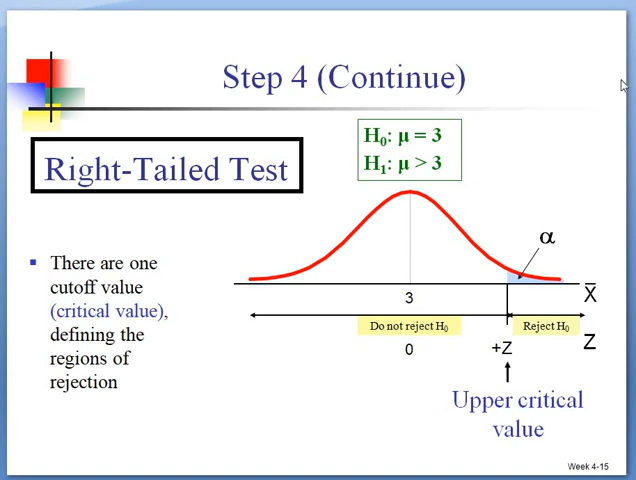 Step 4 (Continue)
H₀: μ = 3
H₁: μ > 3
Right-Tailed Test
α
There are one
cutoff value
(critical value),
defining the
regions of
rejection
3
X̅
Do not reject H₀
Reject H₀
Z
0
+Z
Upper critical
value
Week 4-15